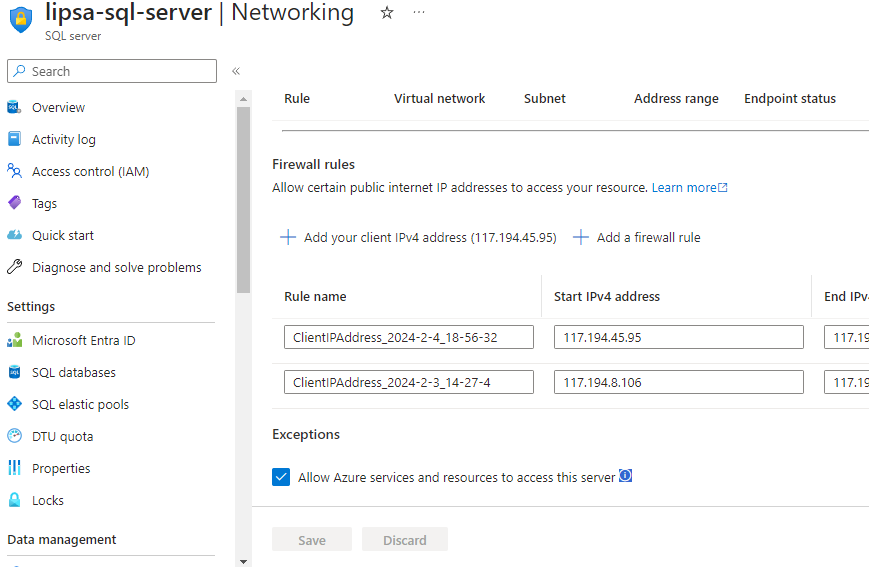 lipsa-sql-server | Networking
SQL server
Search
Overview
Activity log
Access control (IAM)
Tags
Quick start
Diagnose and solve problems
Settings
Microsoft Entra ID
SQL databases
SQL elastic pools
DTU quota
Properties
Locks
Data management
Rule Virtual network Subnet Address range Endpoint status
Firewall rules
Allow certain public internet IP addresses to access your resource. Learn more
Add your client IPv4 address (117.194.45.95) Add a firewall rule
Rule name Start IPv4 address End IPv
ClientIPAddress_2024-2-4_18-56-32 117.194.45.95 117.19
ClientIPAddress_2024-2-3_14-27-4 117.194.8.106 117.19
Exceptions
Allow Azure services and resources to access this server
Save Discard